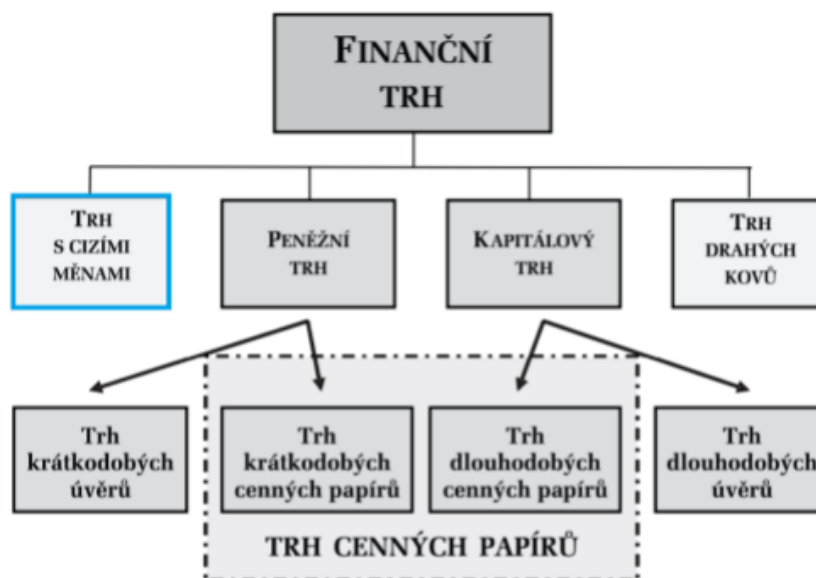 FINANČNÍ
TRH
TRH
S CIZÍMI
MĚNAMI
PENĚŽNÍ
TRH
KAPITÁLOVÝ
TRH
TRH
DRAHÝCH
KOVŮ
Trh
krátkodobých
úvěrů
Trh
krátkodobých
cenných papírů
Trh
dlouhodobých
cenných papírů
Trh
dlouhodobých
úvěrů
TRH CENNÝCH PAPÍRŮ